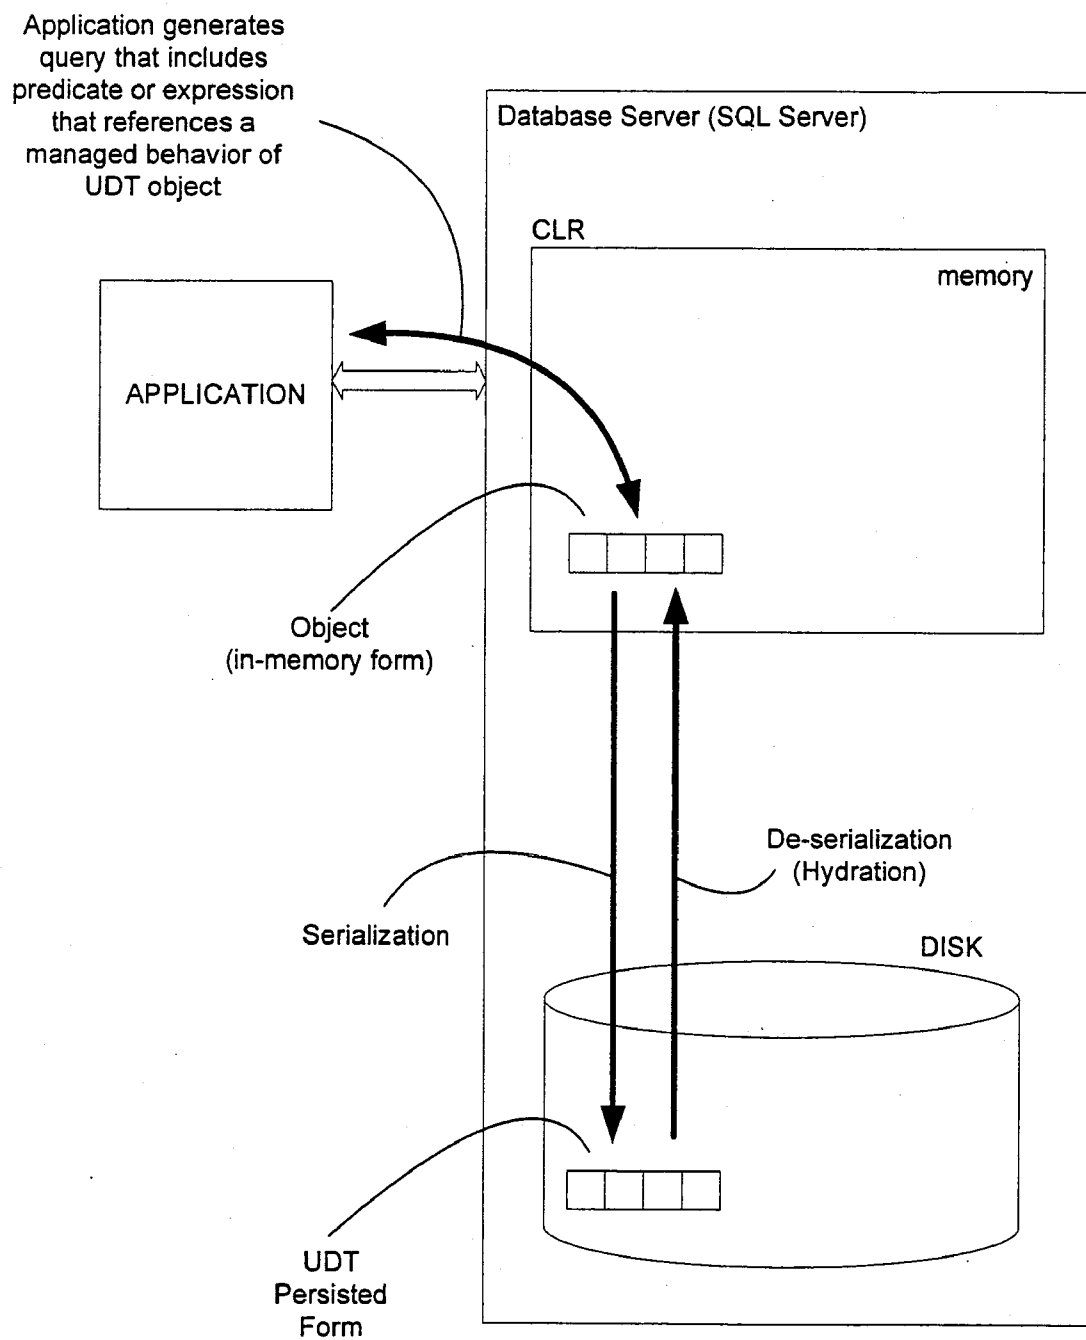 Application generates
query that includes
predicate or expression
that references a
managed behavior of
UDT object
Database Server (SQL Server)
CLR
memory
APPLICATION
Object
(in-memory form)
De-serialization
(Hydration)
Serialization
DISK
UDT
Persisted
Form